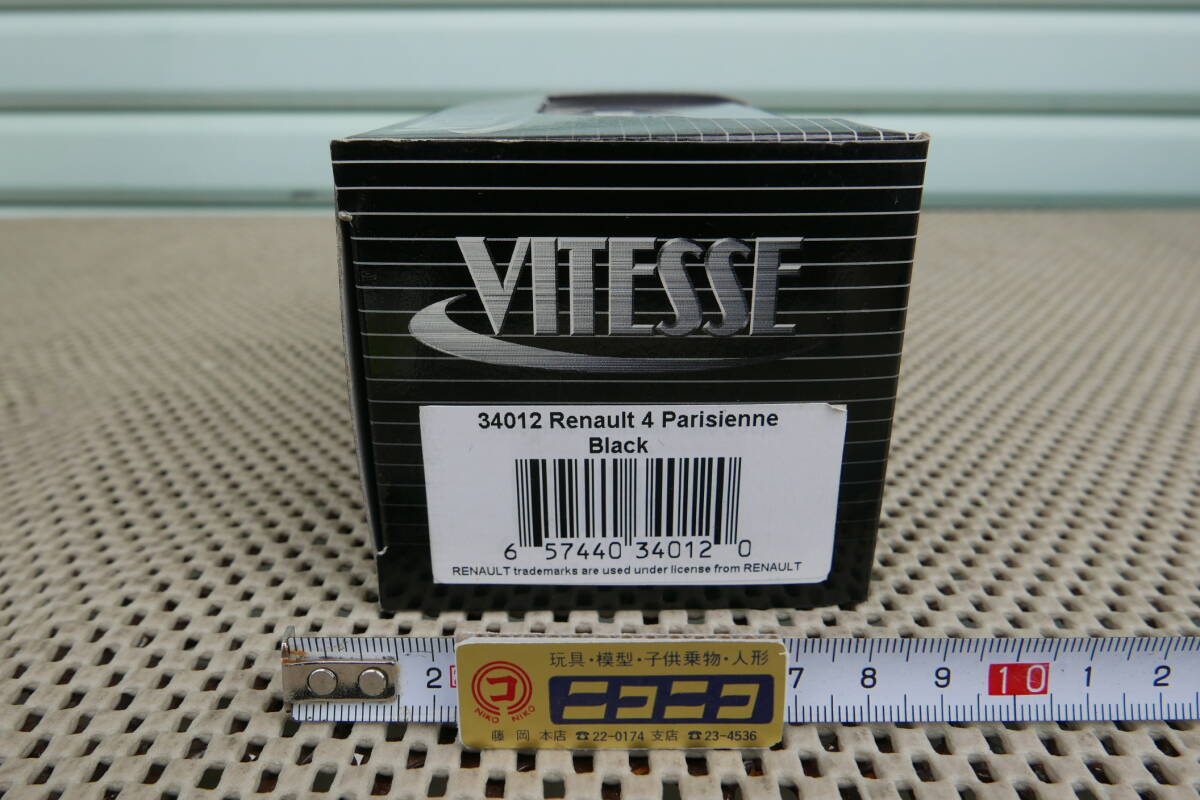 VITESSE
34012 Renault 4 Parisienne
Black
6 57440 34012 0
RENAULT trademarks are used under license from RENAULT
2 7 8 9 10 1 2
玩具・模型・子供乗物・人形
コ
NIKO NIKO
ニコニコ
藤岡 本店 ☎22-0174 支店 ☎23-4536